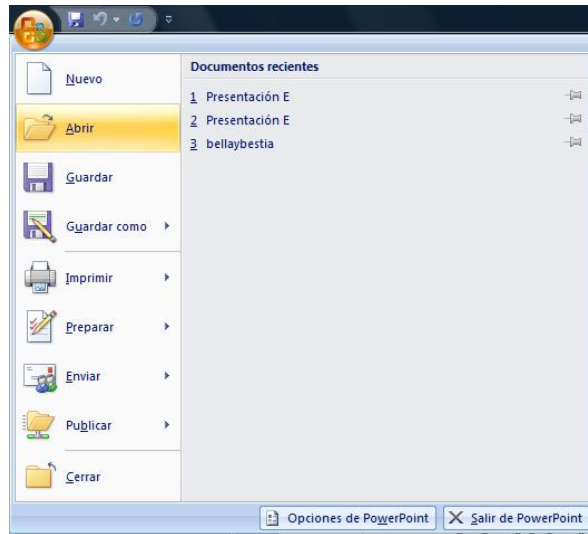 Nuevo
Abrir
Guardar
Guardar como
Imprimir
Preparar
Enviar
Publicar
Cerrar
Documentos recientes
1 Presentación E
2 Presentación E
3 bellaybestia
Opciones de PowerPoint
Salir de PowerPoint